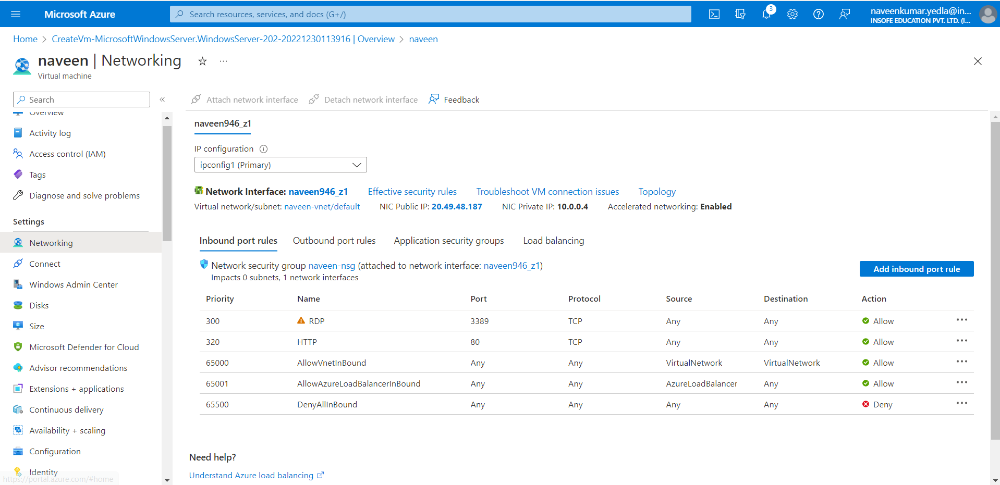 Microsoft Azure
Search resources, services, and docs (G+/)
3
naveenkumar.yedla@in...
INSOFE EDUCATION PVT. LTD. (I...
Home > CreateVm-MicrosoftWindowsServer.WindowsServer-202-20221230113916 | Overview > naveen
naveen | Networking ...
Virtual machine
Search «
Attach network interface Detach network interface Feedback
Overview
Activity log
Access control (IAM)
Tags
Diagnose and solve problems
Settings
Networking
Connect
Windows Admin Center
Disks
Size
Microsoft Defender for Cloud
Advisor recommendations
Extensions + applications
Continuous delivery
Availability + scaling
Configuration
Identity
https://portal.azure.com/#home
naveen946_z1
IP configuration
ipconfig1 (Primary)
Network Interface: naveen946_z1 Effective security rules Troubleshoot VM connection issues Topology
Virtual network/subnet: naveen-vnet/default NIC Public IP: 20.49.48.187 NIC Private IP: 10.0.0.4 Accelerated networking: Enabled
Inbound port rules Outbound port rules Application security groups Load balancing
Network security group naveen-nsg (attached to network interface: naveen946_z1)
Impacts 0 subnets, 1 network interfaces
Add inbound port rule
Priority Name Port Protocol Source Destination Action
300 RDP 3389 TCP Any Any Allow ...
320 HTTP 80 TCP Any Any Allow ...
65000 AllowVnetInBound Any Any VirtualNetwork VirtualNetwork Allow ...
65001 AllowAzureLoadBalancerInBound Any Any AzureLoadBalancer Any Allow ...
65500 DenyAllInBound Any Any Any Any Deny ...
Need help?
Understand Azure load balancing